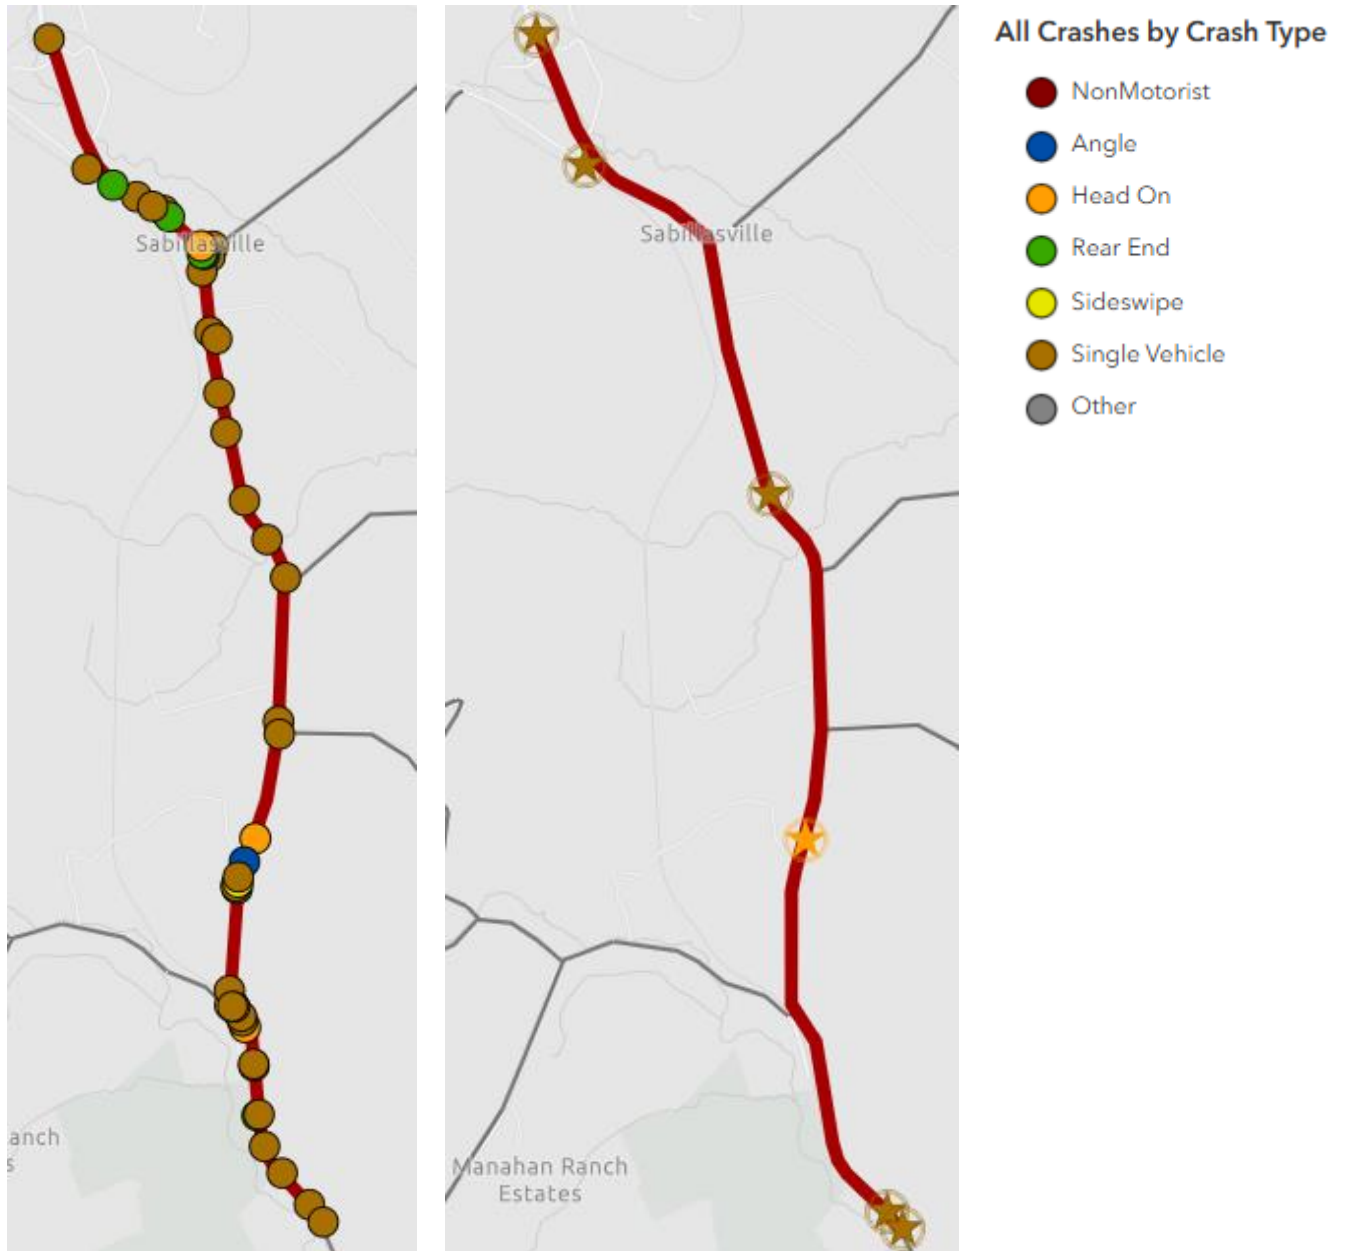 Sabillasville
anch
s
Sabillasville
Manahan Ranch
Estates
All Crashes by Crash Type
NonMotorist
Angle
Head On
Rear End
Sideswipe
Single Vehicle
Other